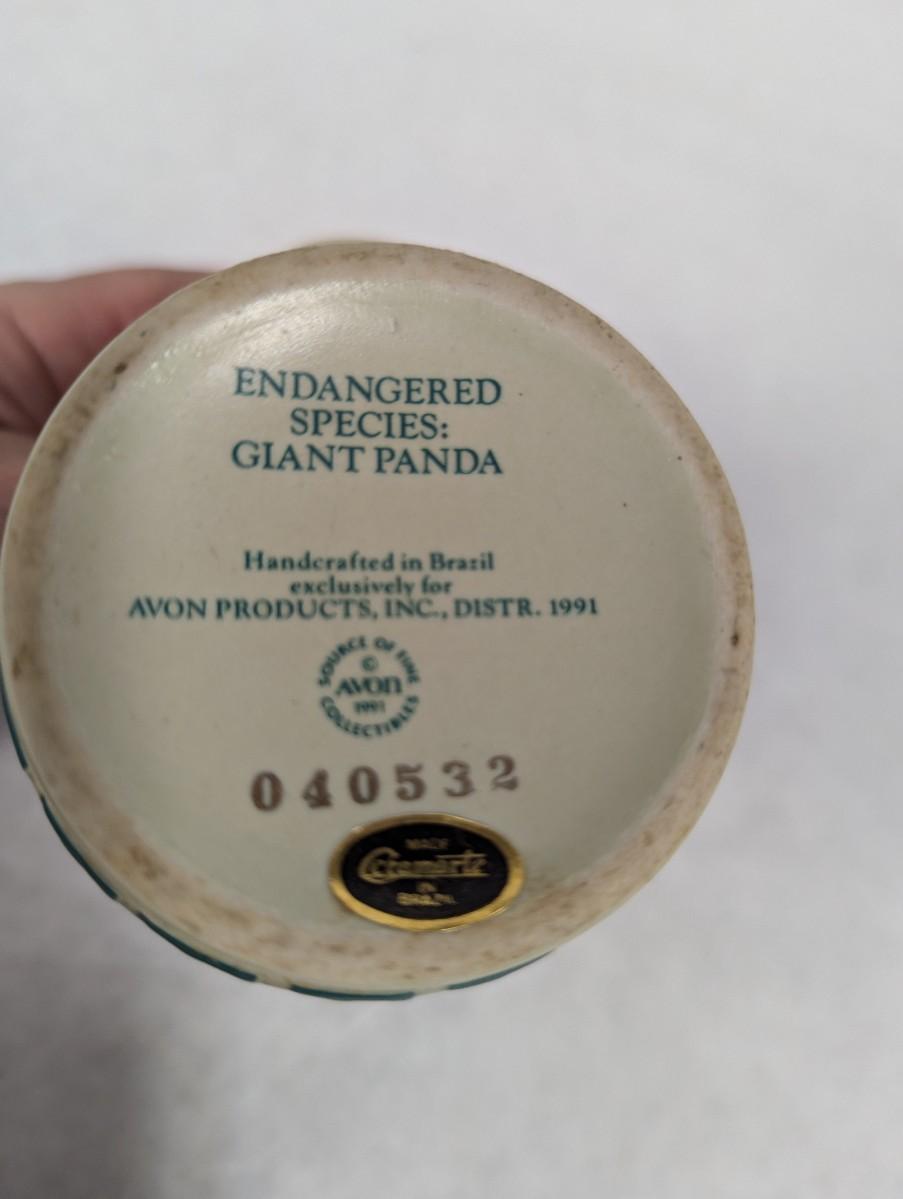 ENDANGERED
SPECIES:
GIANT PANDA
Handcrafted in Brazil
exclusively for
AVON PRODUCTS, INC., DISTR. 1991
SOURCE OF FINE
©
AVON
1991
COLLECTIBLES
040532
MADE
Ceramarte
IN
BRAZIL